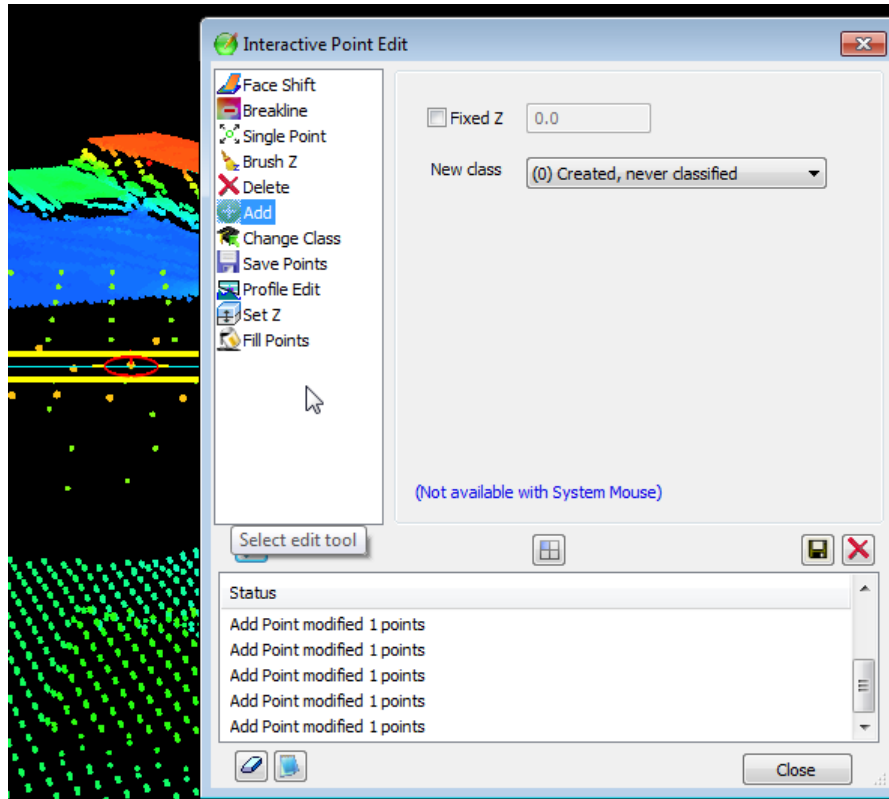 Interactive Point Edit
Face Shift
Breakline
Single Point
Brush Z
Delete
Add
Change Class
Save Points
Profile Edit
Set Z
Fill Points
Fixed Z
0.0
New class
(0) Created, never classified
(Not available with System Mouse)
Select edit tool
Status
Add Point modified 1 points
Add Point modified 1 points
Add Point modified 1 points
Add Point modified 1 points
Add Point modified 1 points
Close